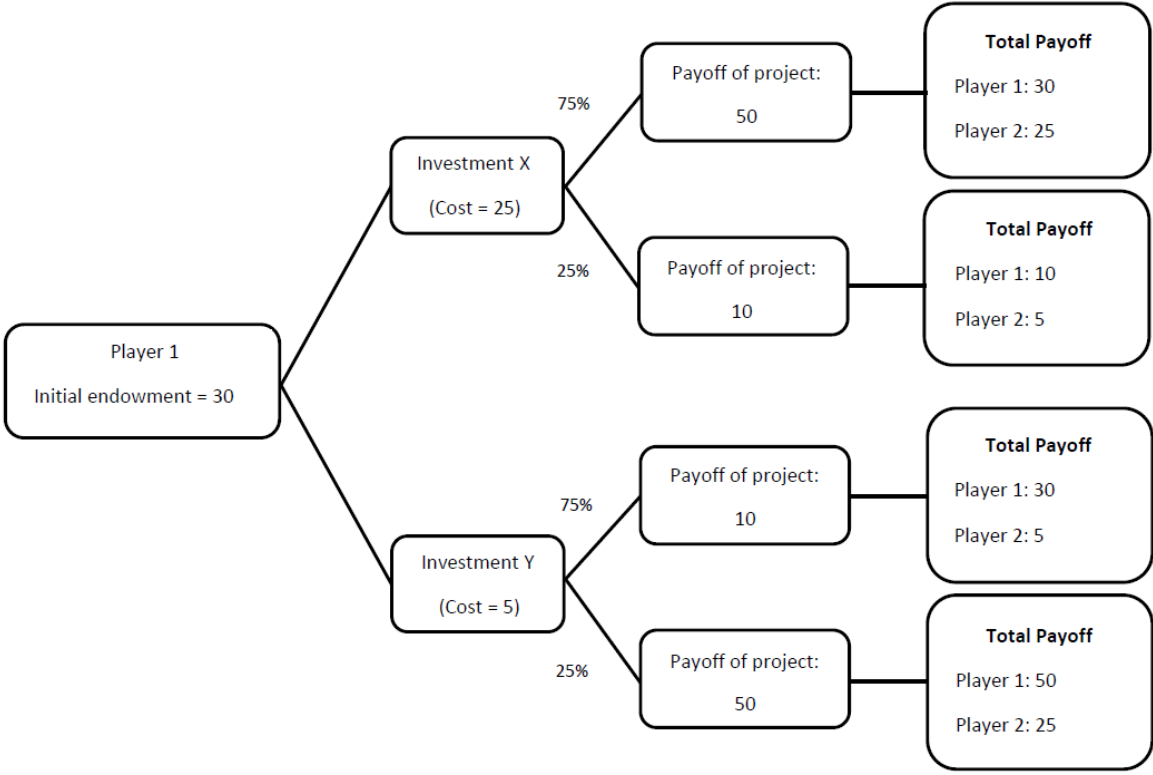 Player 1
Initial endowment = 30
Investment X
(Cost = 25)
75%
25%
Payoff of project:
50
Total Payoff
Player 1: 30
Player 2: 25
Payoff of project:
10
Total Payoff
Player 1: 10
Player 2: 5
Investment Y
(Cost = 5)
75%
25%
Payoff of project:
10
Total Payoff
Player 1: 30
Player 2: 5
Payoff of project:
50
Total Payoff
Player 1: 50
Player 2: 25